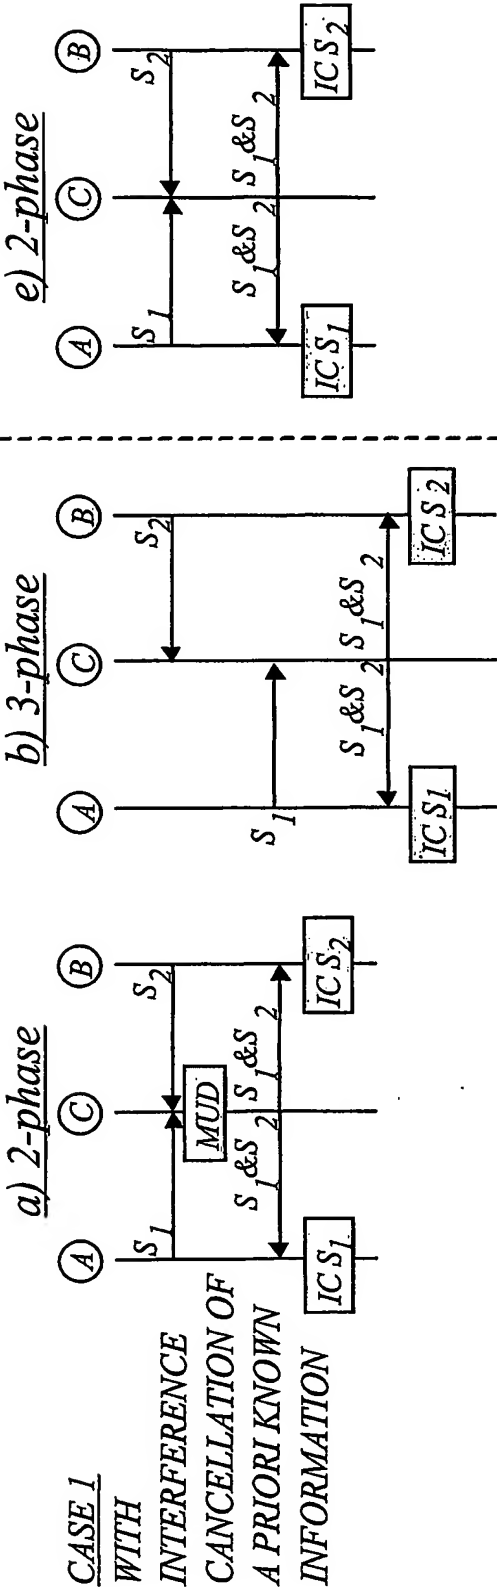 CASE 1
WITH
INTERFERENCE
CANCELLATION OF
A PRIORI KNOWN
INFORMATION
a) 2-phase
A
C
B
S1
S2
MUD
S1&S2
S1&S2
ICS1
ICS2
b) 3-phase
A
C
B
S2
S1
S1&S2
S1&S2
ICS1
ICS2
e) 2-phase
A
C
B
S1
S2
S1&S2
S1&S2
ICS1
ICS2